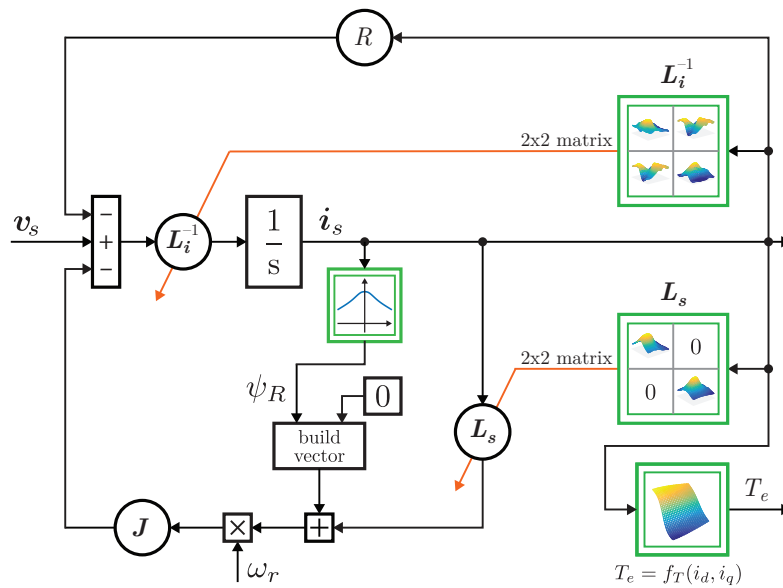 R
L_i^{-1}
2x2 matrix
v_s
−
+
−
L_i^{-1}
1
s
i_s
L_s
2x2 matrix
0
0
ψ_R
0
build
vector
L_s
J
×
+
ω_r
T_e
T_e = f_T(i_d, i_q)